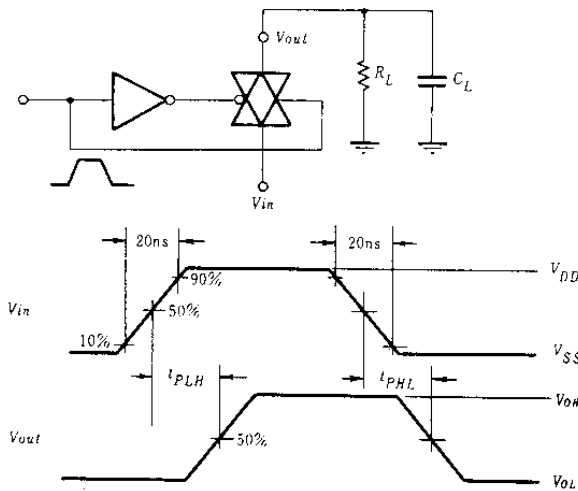 Vout
RL
CL
Vin
20ns
20ns
90%
VDD
Vin
50%
10%
VSS
tPLH
tPHL
VOH
Vout
50%
VOL